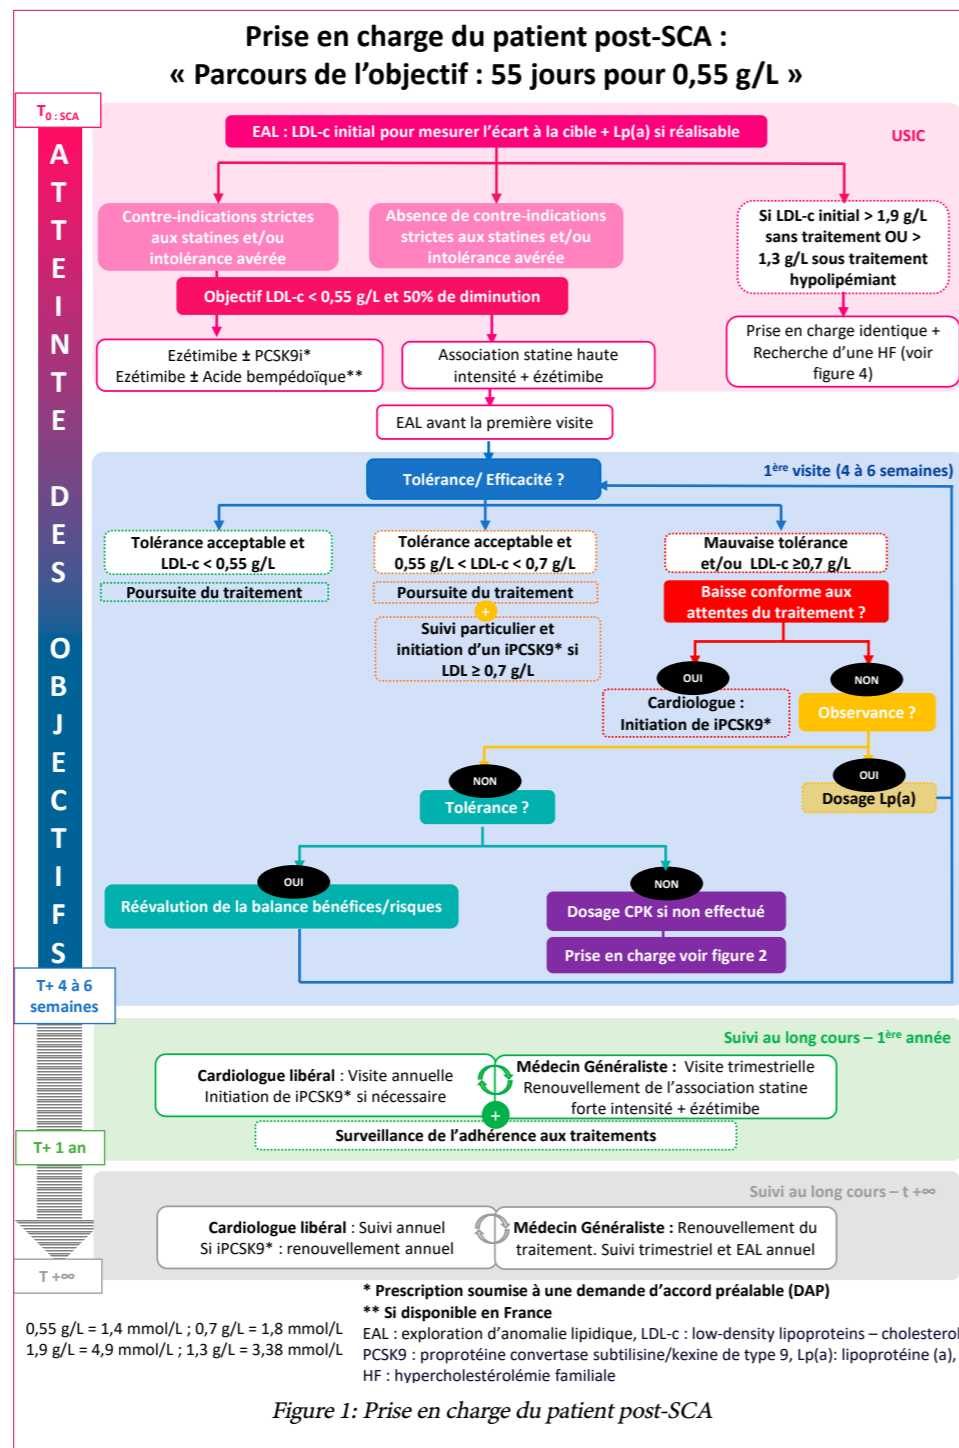 Prise en charge du patient post-SCA :
« Parcours de l'objectif : 55 jours pour 0,55 g/L »
T0 : SCA
ATTEINTE DES OBJECTIFS
USIC
EAL : LDL-c initial pour mesurer l'écart à la cible + Lp(a) si réalisable
Contre-indications strictes
aux statines et/ou
intolérance avérée
Absence de contre-indications
strictes aux statines et/ou
intolérance avérée
Si LDL-c initial > 1,9 g/L
sans traitement OU >
1,3 g/L sous traitement
hypolipémiant
Objectif LDL-c < 0,55 g/L et 50% de diminution
Ezétimibe ± PCSK9i*
Ezétimibe ± Acide bempédoïque**
Association statine haute
intensité + ézétimibe
Prise en charge identique +
Recherche d'une HF (voir
figure 4)
EAL avant la première visite
1ère visite (4 à 6 semaines)
Tolérance/ Efficacité ?
Tolérance acceptable et
LDL-c < 0,55 g/L
Poursuite du traitement
Tolérance acceptable et
0,55 g/L < LDL-c < 0,7 g/L
Poursuite du traitement
+
Suivi particulier et
initiation d'un iPCSK9* si
LDL ≥ 0,7 g/L
Mauvaise tolérance
et/ou LDL-c ≥0,7 g/L
Baisse conforme aux
attentes du traitement ?
OUI
Cardiologue :
Initiation de iPCSK9*
NON
Observance ?
OUI
Dosage Lp(a)
NON
Tolérance ?
OUI
Réévalution de la balance bénéfices/risques
NON
Dosage CPK si non effectué
Prise en charge voir figure 2
T+ 4 à 6
semaines
Suivi au long cours – 1ère année
Cardiologue libéral : Visite annuelle
Initiation de iPCSK9* si nécessaire
Médecin Généraliste : Visite trimestrielle
Renouvellement de l'association statine
forte intensité + ézétimibe
+
Surveillance de l'adhérence aux traitements
T+ 1 an
Suivi au long cours – t +∞
Cardiologue libéral : Suivi annuel
Si iPCSK9* : renouvellement annuel
Médecin Généraliste : Renouvellement du
traitement. Suivi trimestriel et EAL annuel
T +∞
0,55 g/L = 1,4 mmol/L ; 0,7 g/L = 1,8 mmol/L
1,9 g/L = 4,9 mmol/L ; 1,3 g/L = 3,38 mmol/L
* Prescription soumise à une demande d'accord préalable (DAP)
** Si disponible en France
EAL : exploration d'anomalie lipidique, LDL-c : low-density lipoproteins – cholesterol
PCSK9 : proprotéine convertase subtilisine/kexine de type 9, Lp(a): lipoprotéine (a),
HF : hypercholestérolémie familiale
Figure 1: Prise en charge du patient post-SCA